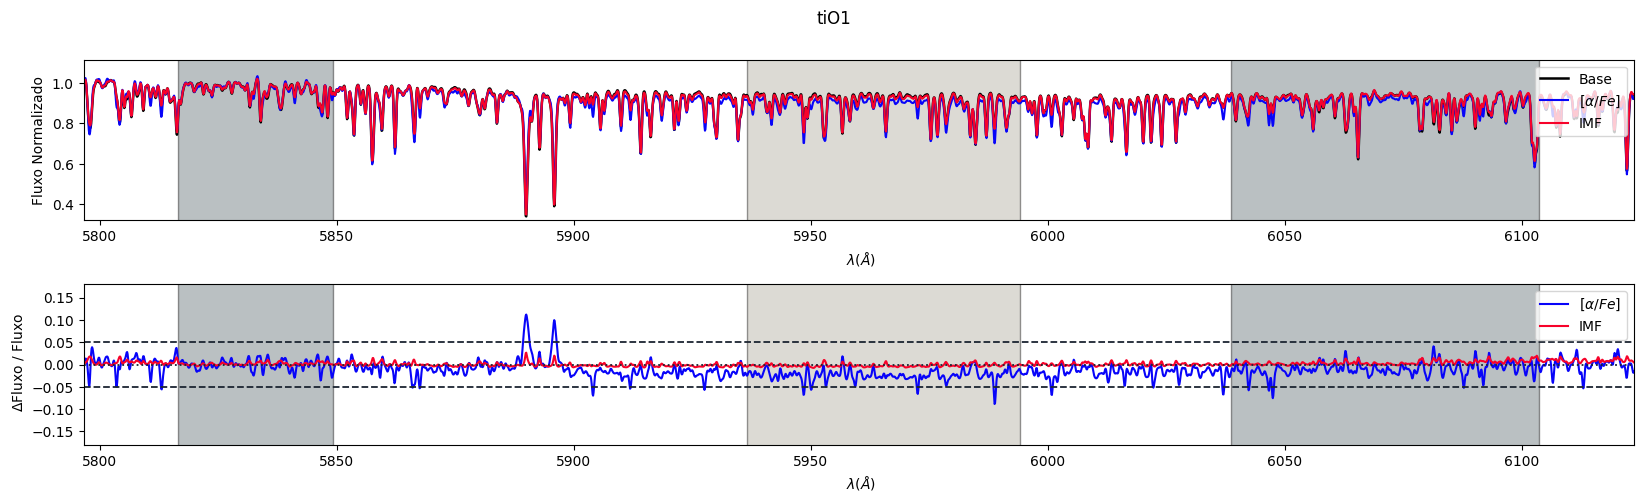 tiO1
Fluxo Normalizado
1.0
0.8
0.6
0.4
Base
[α/Fe]
IMF
5800 5850 5900 5950 6000 6050 6100
λ(Å)
ΔFluxo / Fluxo
0.15
0.10
0.05
0.00
−0.05
−0.10
−0.15
[α/Fe]
IMF
5800 5850 5900 5950 6000 6050 6100
λ(Å)